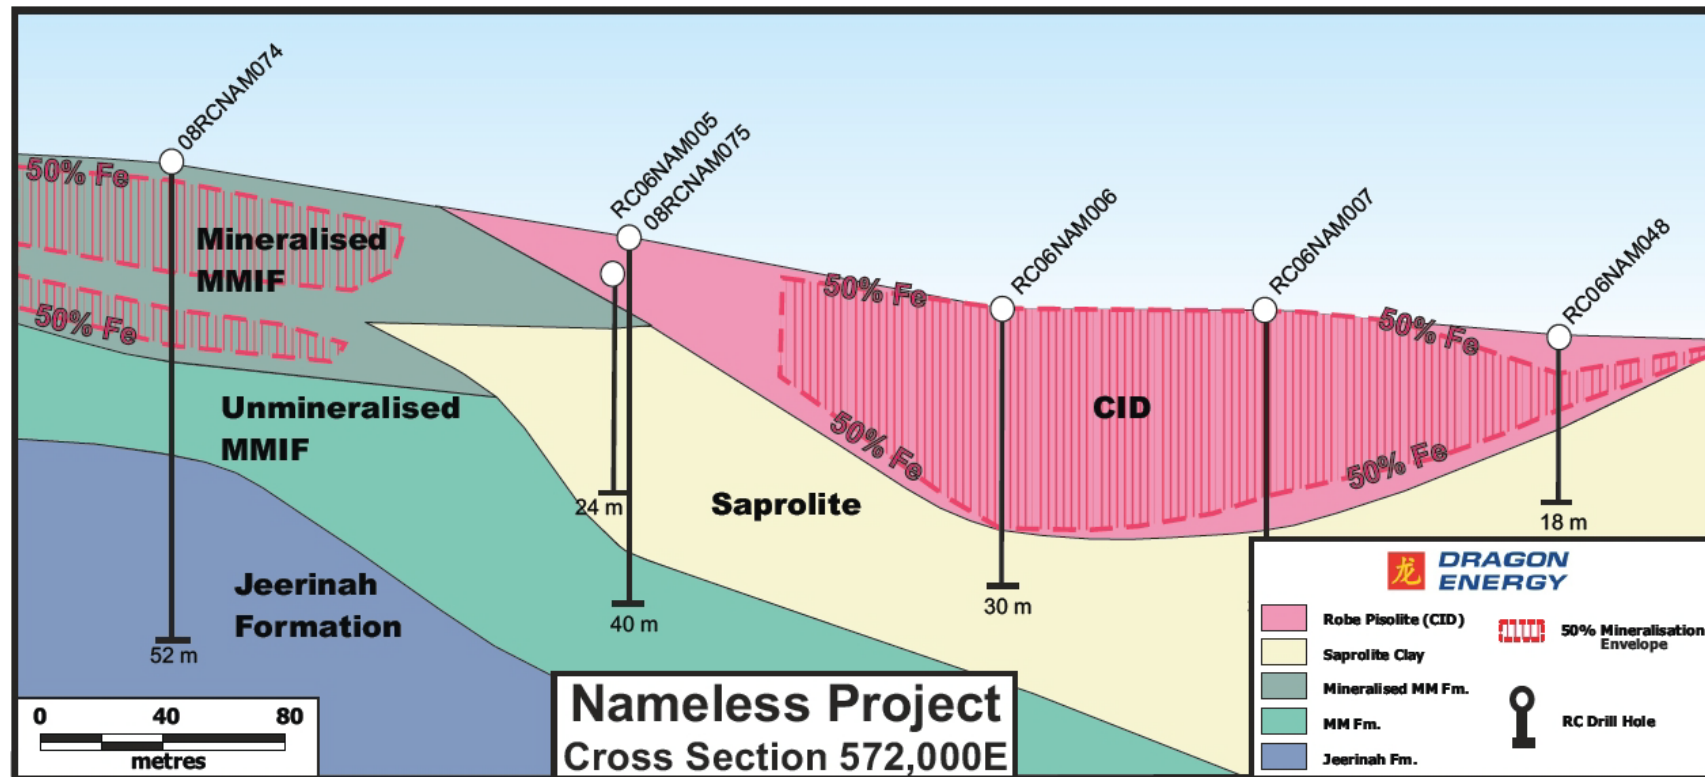 08RCNAM074
RC06NAM005
08RCNAM075
RC06NAM006
RC06NAM007
RC06NAM048
50% Fe
Mineralised
MMIF
50% Fe
50% Fe
50% Fe
CID
50% Fe
50% Fe
Unmineralised
MMIF
Saprolite
24 m
18 m
Jeerinah
Formation
30 m
40 m
52 m
0 40 80
metres
Nameless Project
Cross Section 572,000E
龙 DRAGON
ENERGY
Robe Pisolite (CID)
Saprolite Clay
Mineralised MM Fm.
MM Fm.
Jeerinah Fm.
50% Mineralisation
Envelope
RC Drill Hole